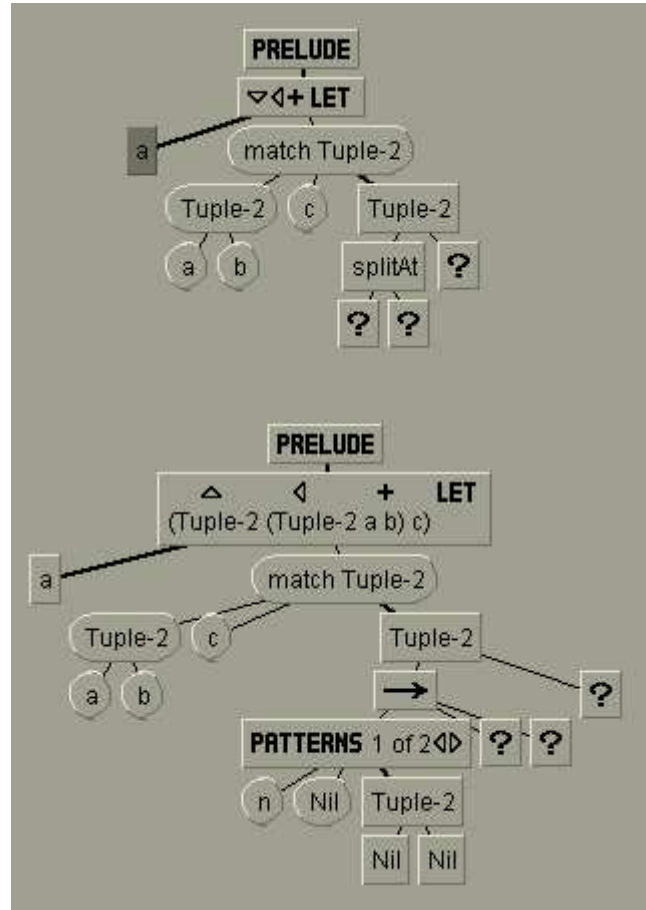 PRELUDE
▽◁+ LET
a
match Tuple-2
Tuple-2 c Tuple-2
a b splitAt ?
? ?
PRELUDE
△ ◁ + LET
(Tuple-2 (Tuple-2 a b) c)
a
match Tuple-2
Tuple-2 c Tuple-2
a b → ?
PATTERNS 1 of 2◁▷ ? ?
n Nil Tuple-2
Nil Nil